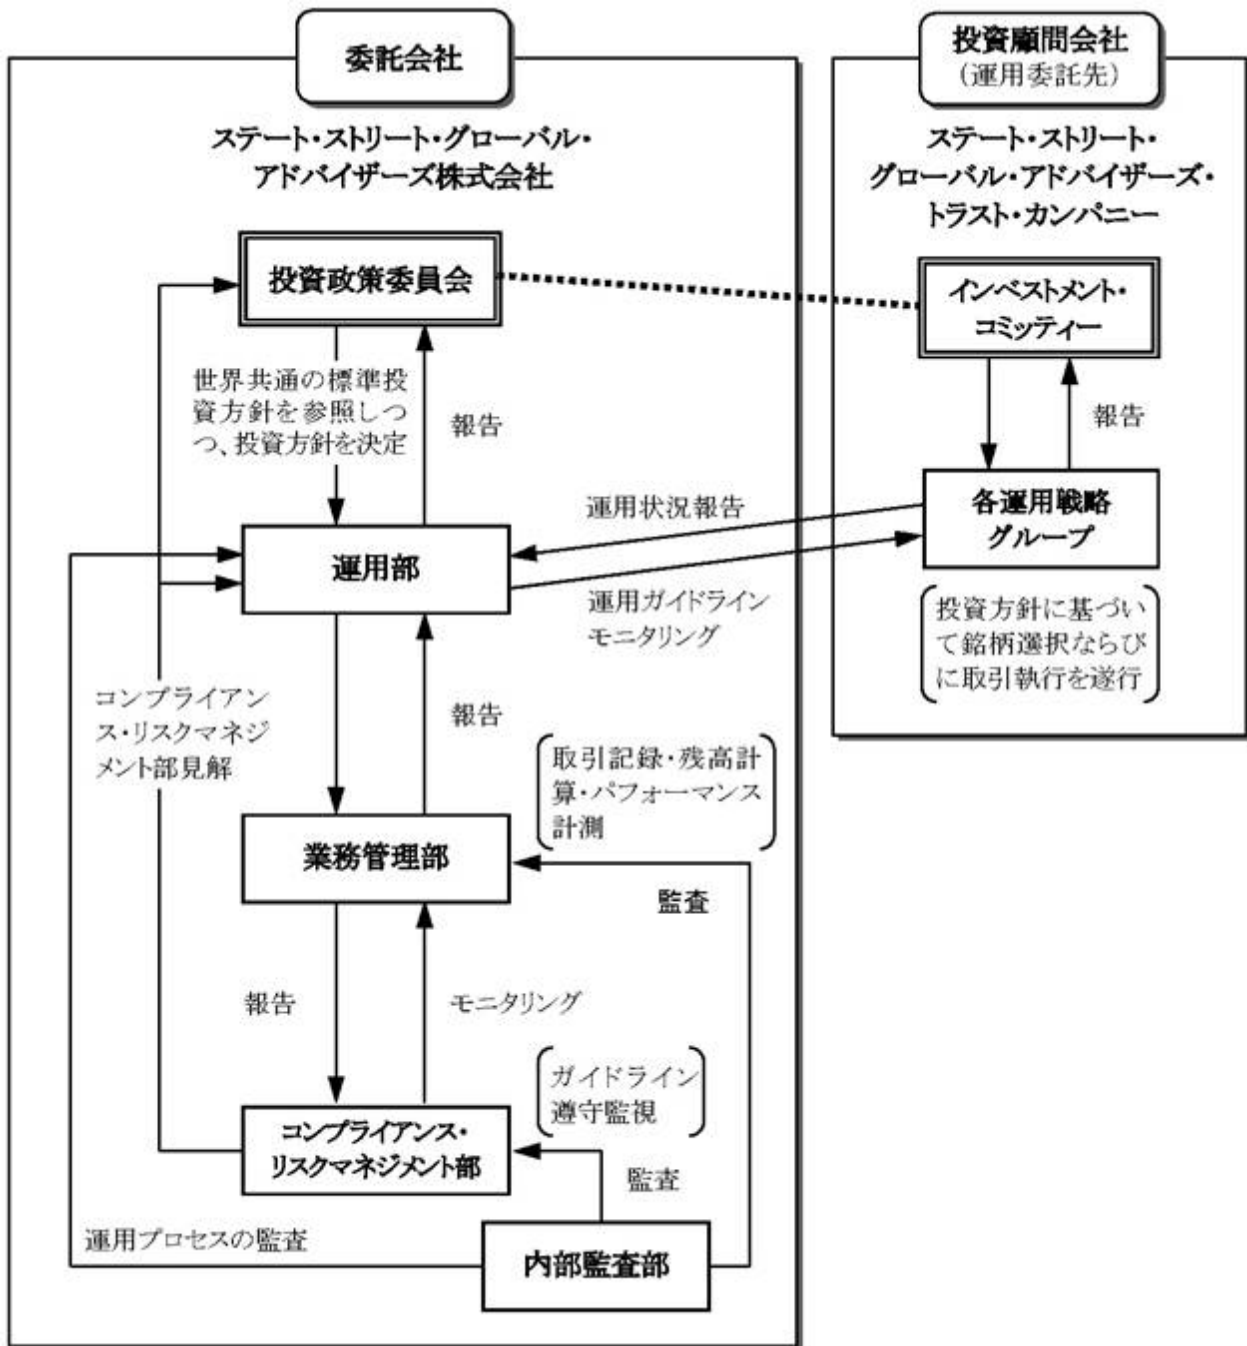 委託会社
ステート・ストリート・グローバル・
アドバイザーズ株式会社
投資政策委員会
世界共通の標準投
資方針を参照しつ
つ、投資方針を決定
報告
運用部
運用状況報告
運用ガイドライン
モニタリング
コンプライアン
ス・リスクマネジ
メント部見解
報告
取引記録・残高計
算・パフォーマンス
計測
業務管理部
監査
報告
モニタリング
ガイドライン
遵守監視
コンプライアンス・
リスクマネジメント部
監査
運用プロセスの監査
内部監査部
投資顧問会社
（運用委託先）
ステート・ストリート・
グローバル・アドバイザーズ・
トラスト・カンパニー
インベストメント・
コミッティー
報告
各運用戦略
グループ
投資方針に基づい
て銘柄選択ならび
に取引執行を遂行